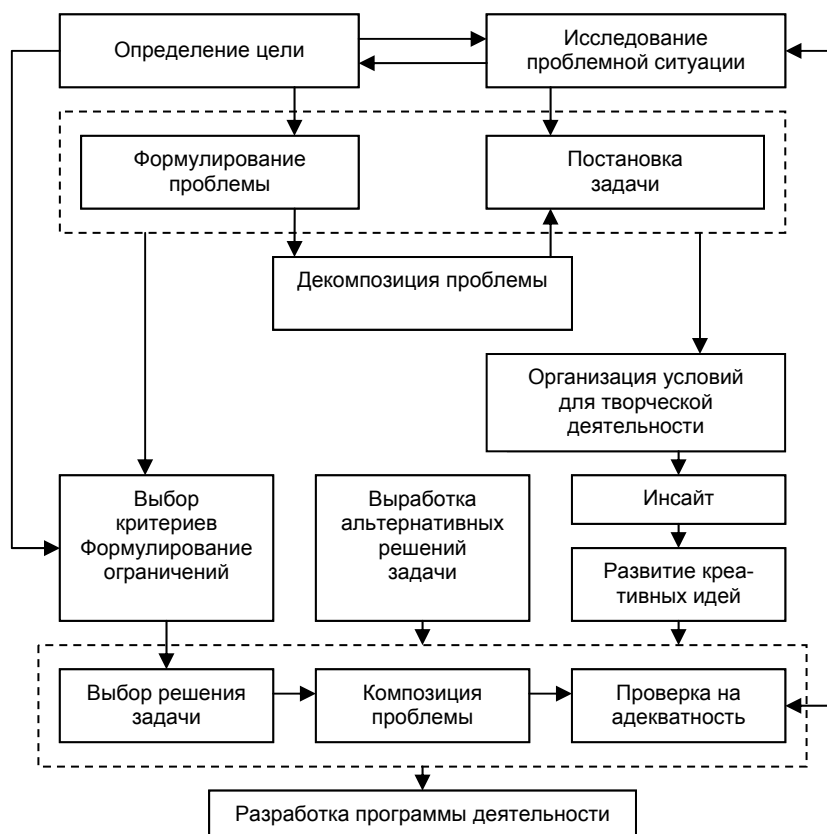 Определение цели
Исследование
проблемной ситуации
Формулирование
проблемы
Постановка
задачи
Декомпозиция проблемы
Организация условий
для творческой
деятельности
Выбор
критериев
Формулирование
ограничений
Выработка
альтернативных
решений
задачи
Инсайт
Развитие креа-
тивных идей
Выбор решения
задачи
Композиция
проблемы
Проверка на
адекватность
Разработка программы деятельности